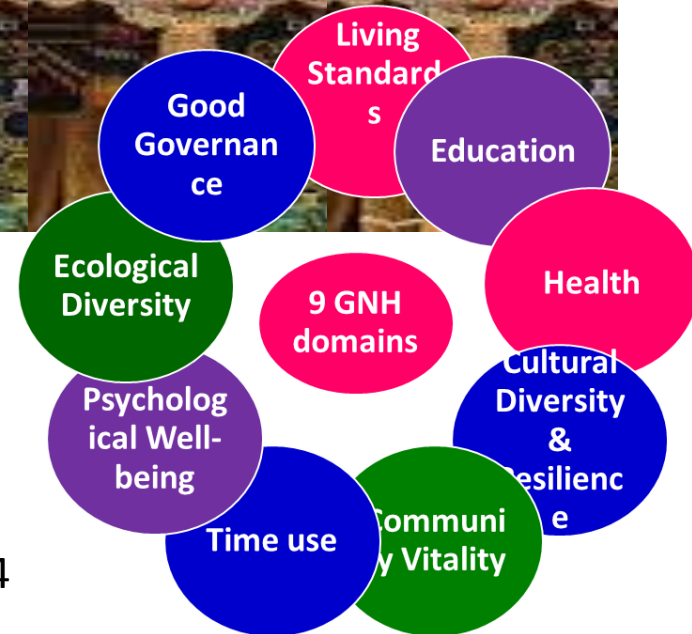 Living
Standard
s
Education
Health
Cultural
Diversity
&
esilienc
e
Communi
y Vitality
Time use
Psycholog
ical Well-
being
Ecological
Diversity
Good
Governan
ce
9 GNH
domains
4